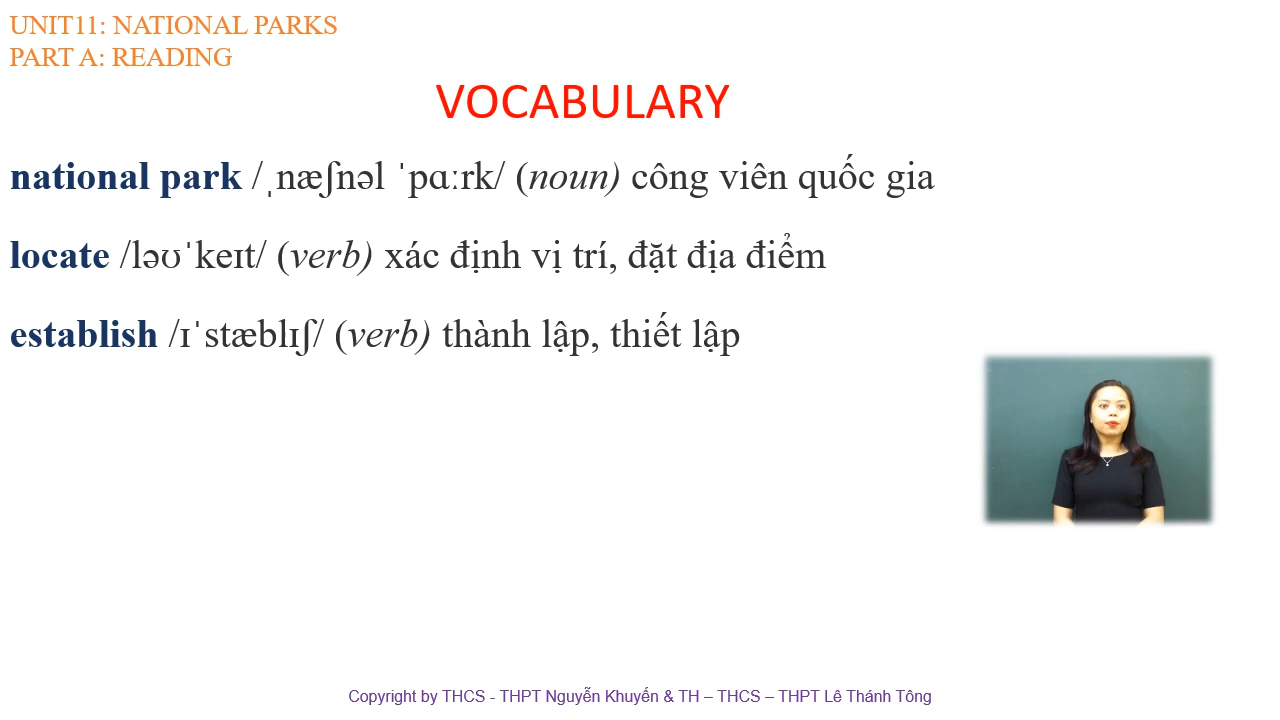 UNIT11: NATIONAL PARKS
PART A: READING
VOCABULARY
national park /ˌnæʃnəl ˈpɑːrk/ (noun) công viên quốc gia
locate /ləʊˈkeɪt/ (verb) xác định vị trí, đặt địa điểm
establish /ɪˈstæblɪʃ/ (verb) thành lập, thiết lập
Copyright by THCS - THPT Nguyễn Khuyến & TH – THCS – THPT Lê Thánh Tông